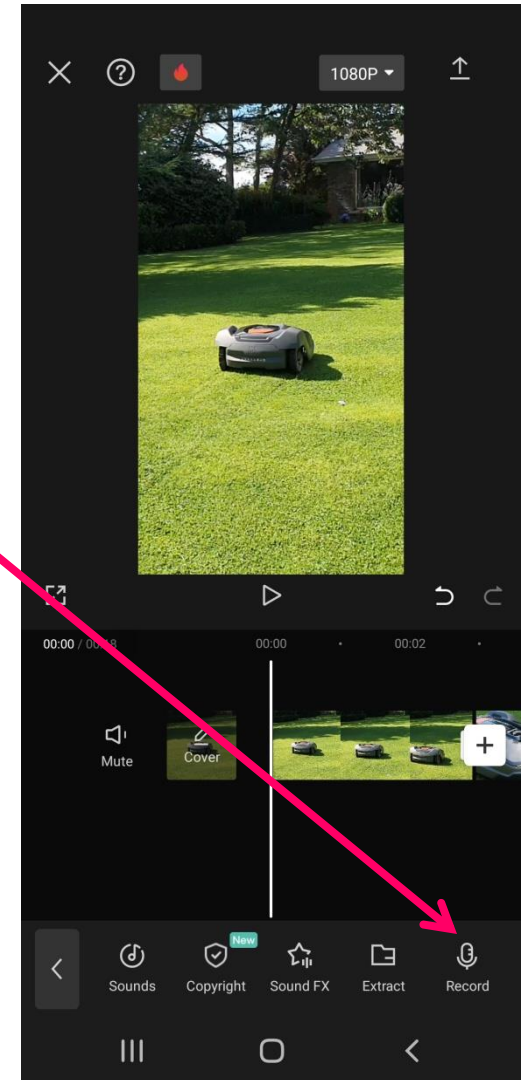 1080P
00:00 / 00:18
00:00
00:02
Mute
Cover
New
Sounds
Copyright
Sound FX
Extract
Record